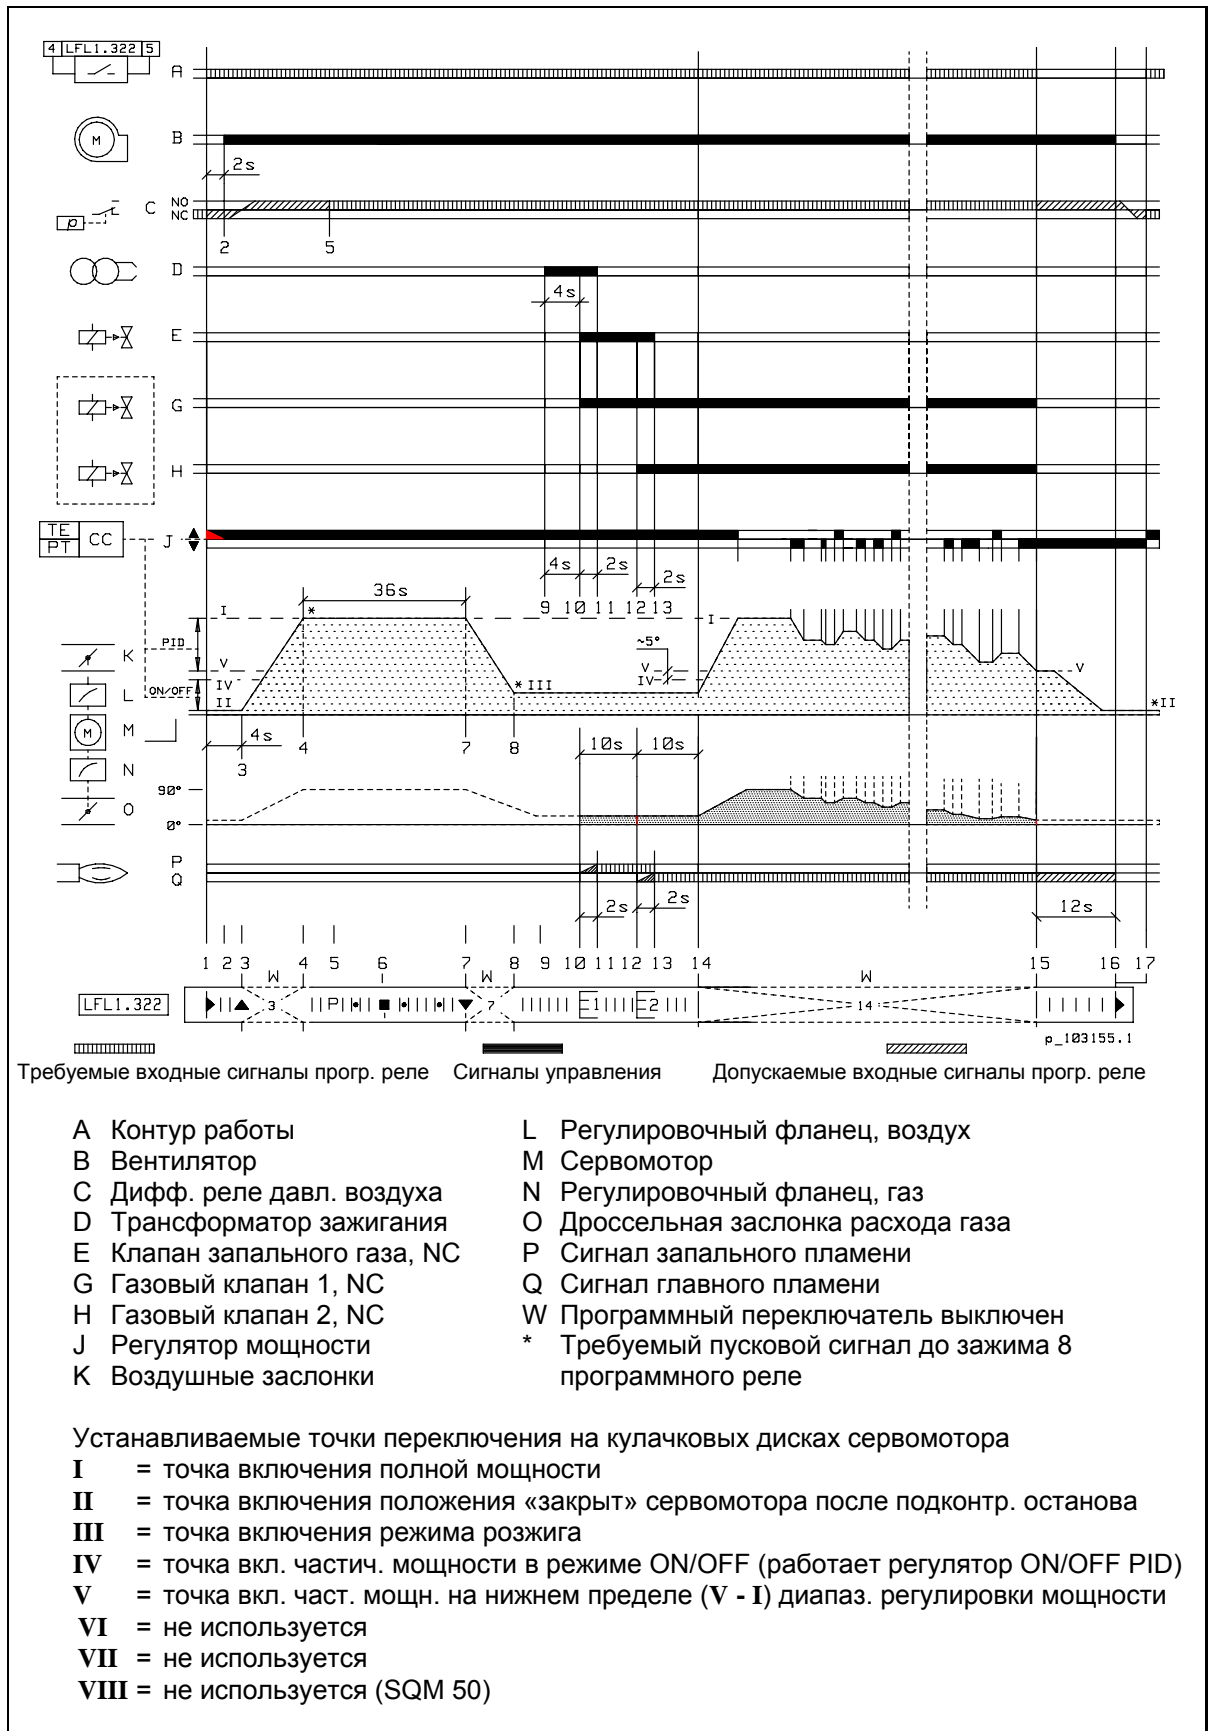 4 LFL1.322 5
A
M
B
2s
p
C NO
NC
2 5
D
4s
E
G
H
TE
PT
CC
J
4s 2s 2s
9 10 11 12 13
36s
I * I
PID
~5°
K
V V V
IV IV
ON/OFF
L
* III
II *II
M M
4s 4 7 8 10s 10s
3
N
90°
O
0°
P
Q
2s 2s 12s
1 2 3 4 5 6 7 8 9 10 11 12 13 14 15 16 17
W W W
LFL1.322 3 P 7 E1 E2 14
p_103155.1
Требуемые входные сигналы прогр. реле Сигналы управления Допускаемые входные сигналы прогр. реле
A Контур работы
B Вентилятор
C Дифф. реле давл. воздуха
D Трансформатор зажигания
E Клапан запального газа, NC
G Газовый клапан 1, NC
H Газовый клапан 2, NC
J Регулятор мощности
K Воздушные заслонки
L Регулировочный фланец, воздух
M Сервомотор
N Регулировочный фланец, газ
O Дроссельная заслонка расхода газа
P Сигнал запального пламени
Q Сигнал главного пламени
W Программный переключатель выключен
* Требуемый пусковой сигнал до зажима 8
программного реле
Устанавливаемые точки переключения на кулачковых дисках сервомотора
I = точка включения полной мощности
II = точка включения положения «закрыт» сервомотора после подконтр. останова
III = точка включения режима розжига
IV = точка вкл. частич. мощности в режиме ON/OFF (работает регулятор ON/OFF PID)
V = точка вкл. част. мощн. на нижнем пределе (V - I) диапаз. регулировки мощности
VI = не используется
VII = не используется
VIII = не используется (SQM 50)